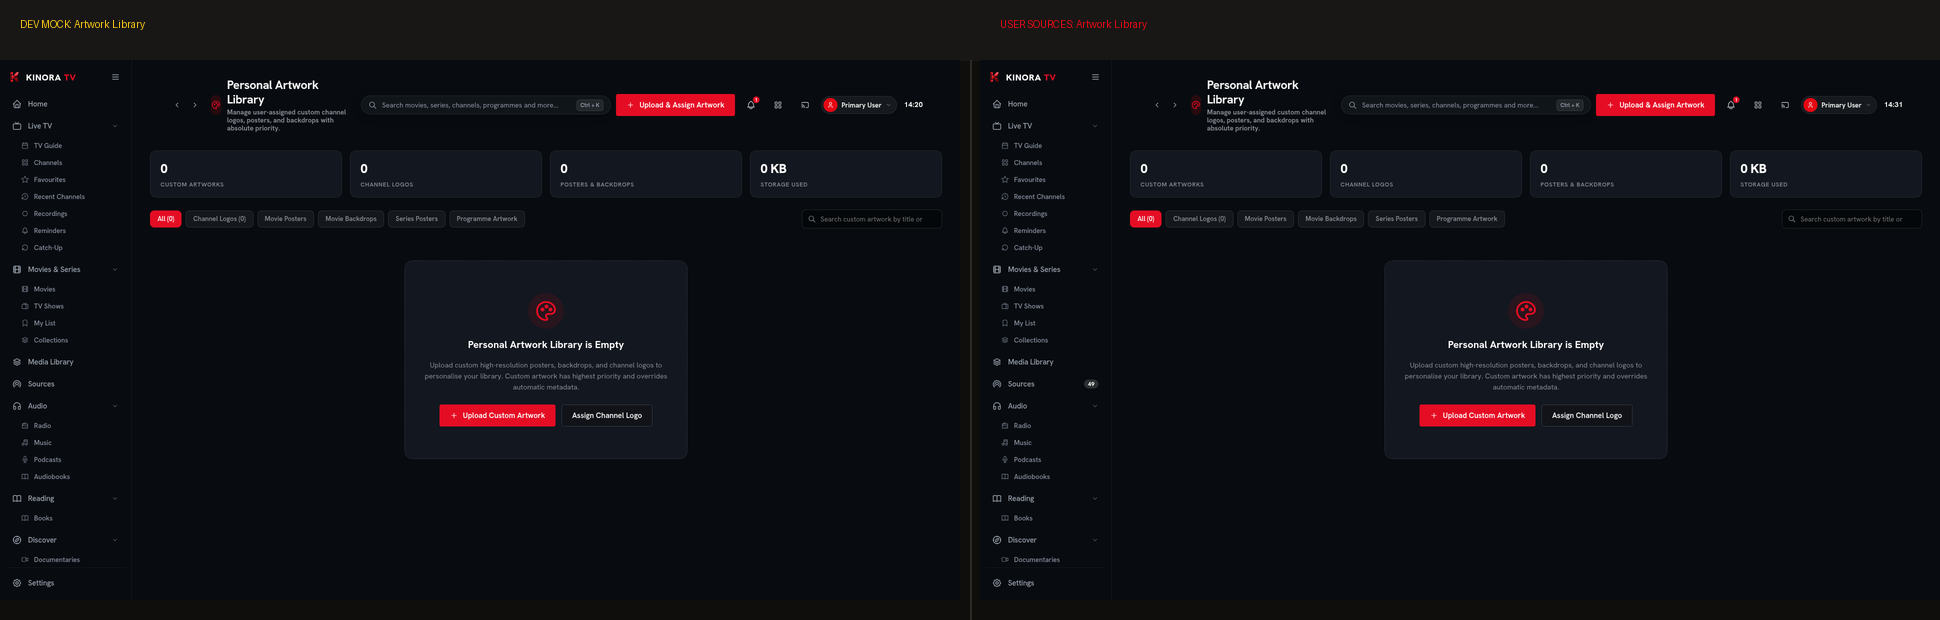 DEV MOCK: Artwork Library
KINORA TV
Home
Live TV
TV Guide
Channels
Favourites
Recent Channels
Recordings
Reminders
Catch-Up
Movies & Series
Movies
TV Shows
My List
Collections
Media Library
Sources
Audio
Radio
Music
Podcasts
Audiobooks
Reading
Books
Discover
Documentaries
Settings
Personal Artwork
Library
Manage user-assigned custom channel
logos, posters, and backdrops with
absolute priority.
Search movies, series, channels, programmes and more...
Ctrl + K
+ Upload & Assign Artwork
1
Primary User
14:20
0
CUSTOM ARTWORKS
0
CHANNEL LOGOS
0
POSTERS & BACKDROPS
0 KB
STORAGE USED
All (0)
Channel Logos (0)
Movie Posters
Movie Backdrops
Series Posters
Programme Artwork
Search custom artwork by title or
Personal Artwork Library is Empty
Upload custom high-resolution posters, backdrops, and channel logos to
personalise your library. Custom artwork has highest priority and overrides
automatic metadata.
+ Upload Custom Artwork
Assign Channel Logo
USER SOURCES: Artwork Library
KINORA TV
Home
Live TV
TV Guide
Channels
Favourites
Recent Channels
Recordings
Reminders
Catch-Up
Movies & Series
Movies
TV Shows
My List
Collections
Media Library
Sources
49
Audio
Radio
Music
Podcasts
Audiobooks
Reading
Books
Discover
Documentaries
Settings
Personal Artwork
Library
Manage user-assigned custom channel
logos, posters, and backdrops with
absolute priority.
Search movies, series, channels, programmes and more...
Ctrl + K
+ Upload & Assign Artwork
1
Primary User
14:31
0
CUSTOM ARTWORKS
0
CHANNEL LOGOS
0
POSTERS & BACKDROPS
0 KB
STORAGE USED
All (0)
Channel Logos (0)
Movie Posters
Movie Backdrops
Series Posters
Programme Artwork
Search custom artwork by title or
Personal Artwork Library is Empty
Upload custom high-resolution posters, backdrops, and channel logos to
personalise your library. Custom artwork has highest priority and overrides
automatic metadata.
+ Upload Custom Artwork
Assign Channel Logo